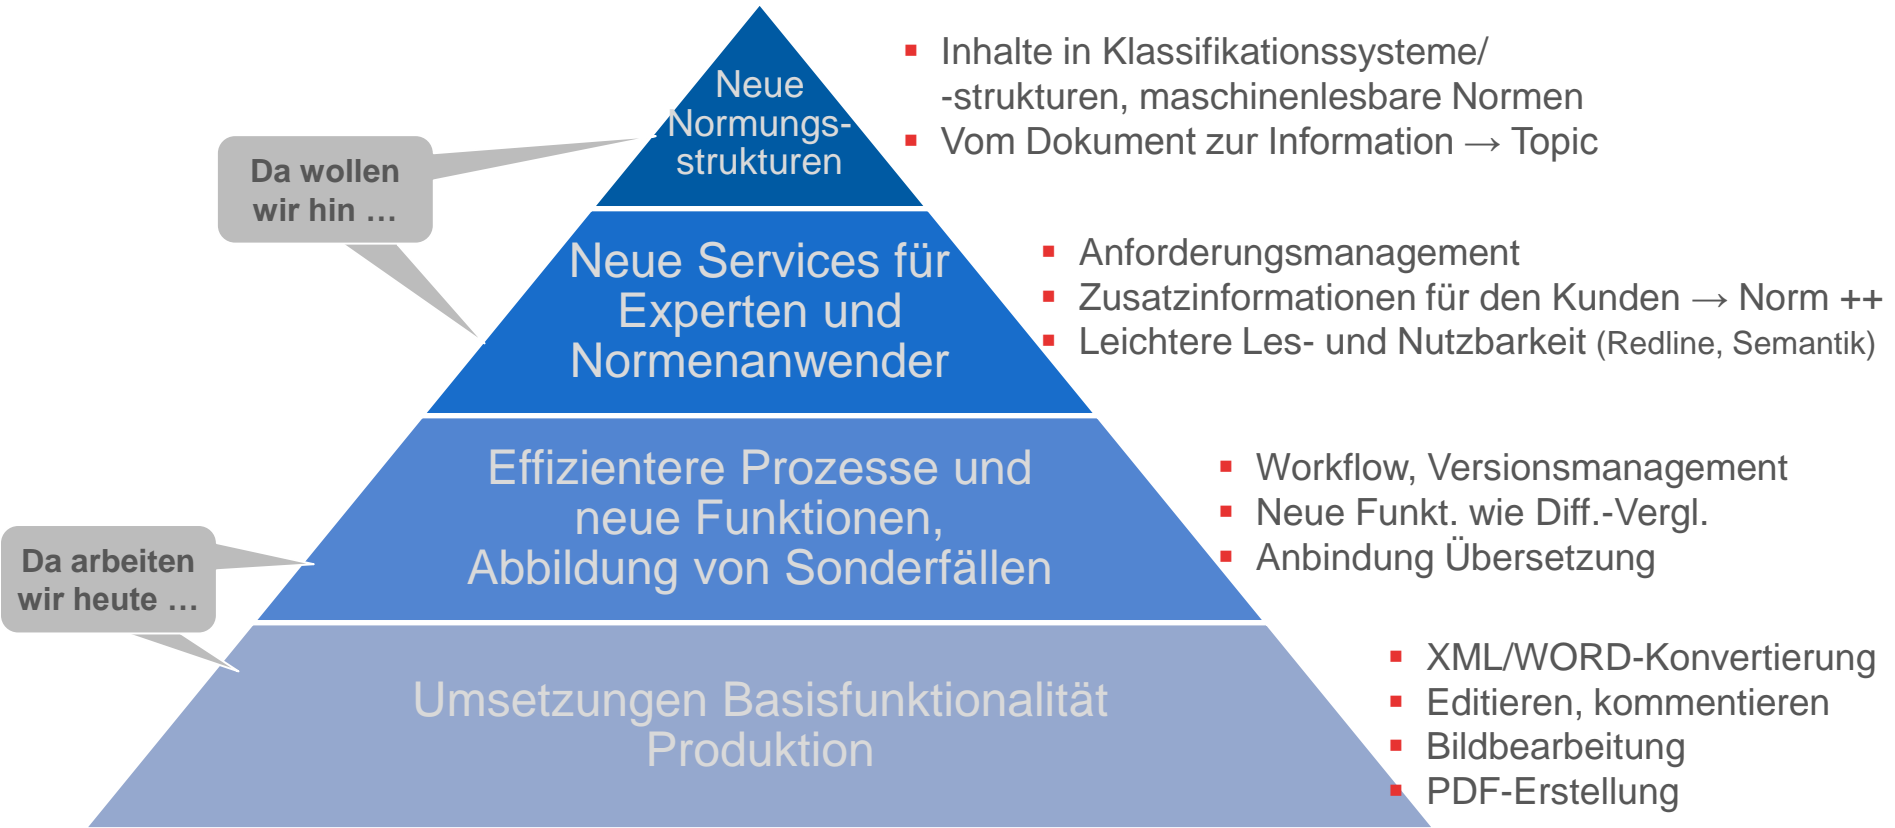 Neue
Normungs-
strukturen
▪ Inhalte in Klassifikationssysteme/
-strukturen, maschinenlesbare Normen
▪ Vom Dokument zur Information → Topic
Da wollen
wir hin …
Neue Services für
Experten und
Normenanwender
▪ Anforderungsmanagement
▪ Zusatzinformationen für den Kunden → Norm ++
▪ Leichtere Les- und Nutzbarkeit (Redline, Semantik)
Effizientere Prozesse und
neue Funktionen,
Abbildung von Sonderfällen
▪ Workflow, Versionsmanagement
▪ Neue Funkt. wie Diff.-Vergl.
▪ Anbindung Übersetzung
Da arbeiten
wir heute …
Umsetzungen Basisfunktionalität
Produktion
▪ XML/WORD-Konvertierung
▪ Editieren, kommentieren
▪ Bildbearbeitung
▪ PDF-Erstellung